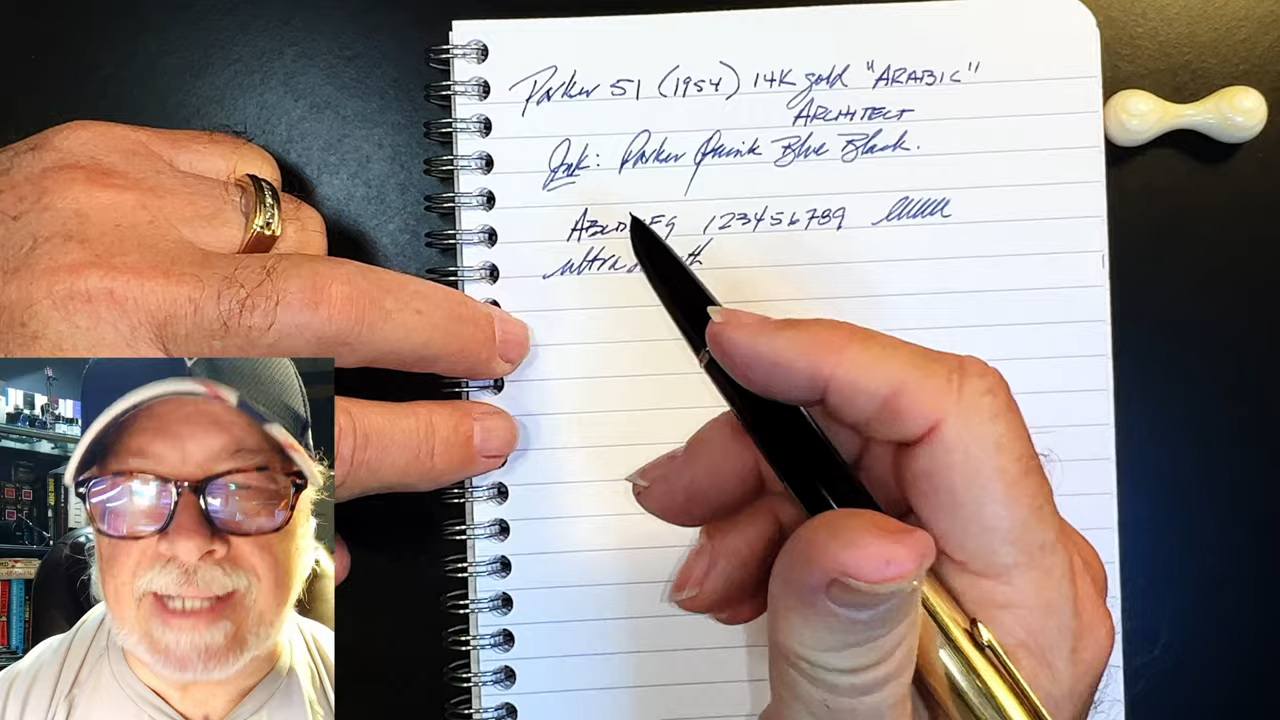 Parker 51 (1954) 14K gold "ARABIC"
ARCHITECT
Ink: Parker Quink Blue Black.
123456789